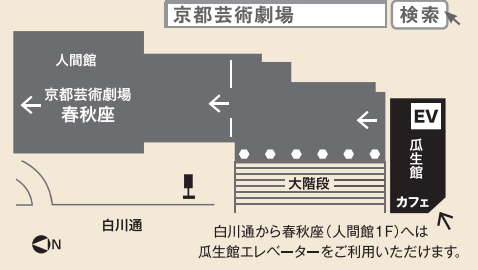 京都芸術劇場
検索
人間館
京都芸術劇場
春秋座
EV
瓜生館
カフェ
大階段
白川通
N
白川通から春秋座（人間館1F）へは
瓜生館エレベーターをご利用いただけます。